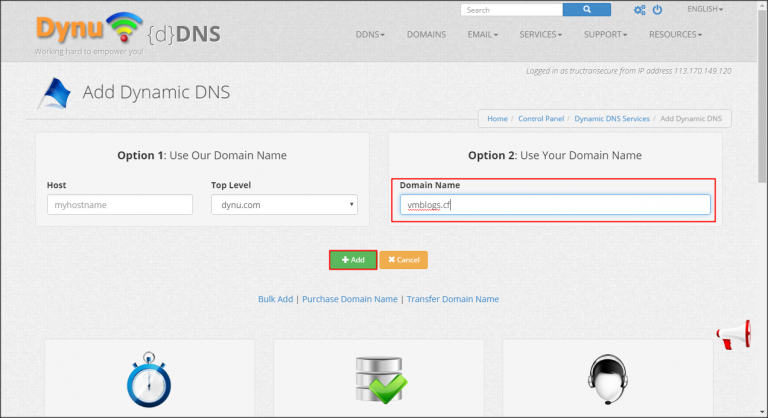 Dynu {d}DNS
Working hard to empower you!
Search
ENGLISH
DDNS DOMAINS EMAIL SERVICES SUPPORT RESOURCES
Logged in as tructransecure from IP address 113.170.149.120
Add Dynamic DNS
Home / Control Panel / Dynamic DNS Services / Add Dynamic DNS
Option 1: Use Our Domain Name
Host Top Level
myhostname dynu.com
Option 2: Use Your Domain Name
Domain Name
vmblogs.cf
Add Cancel
Bulk Add | Purchase Domain Name | Transfer Domain Name